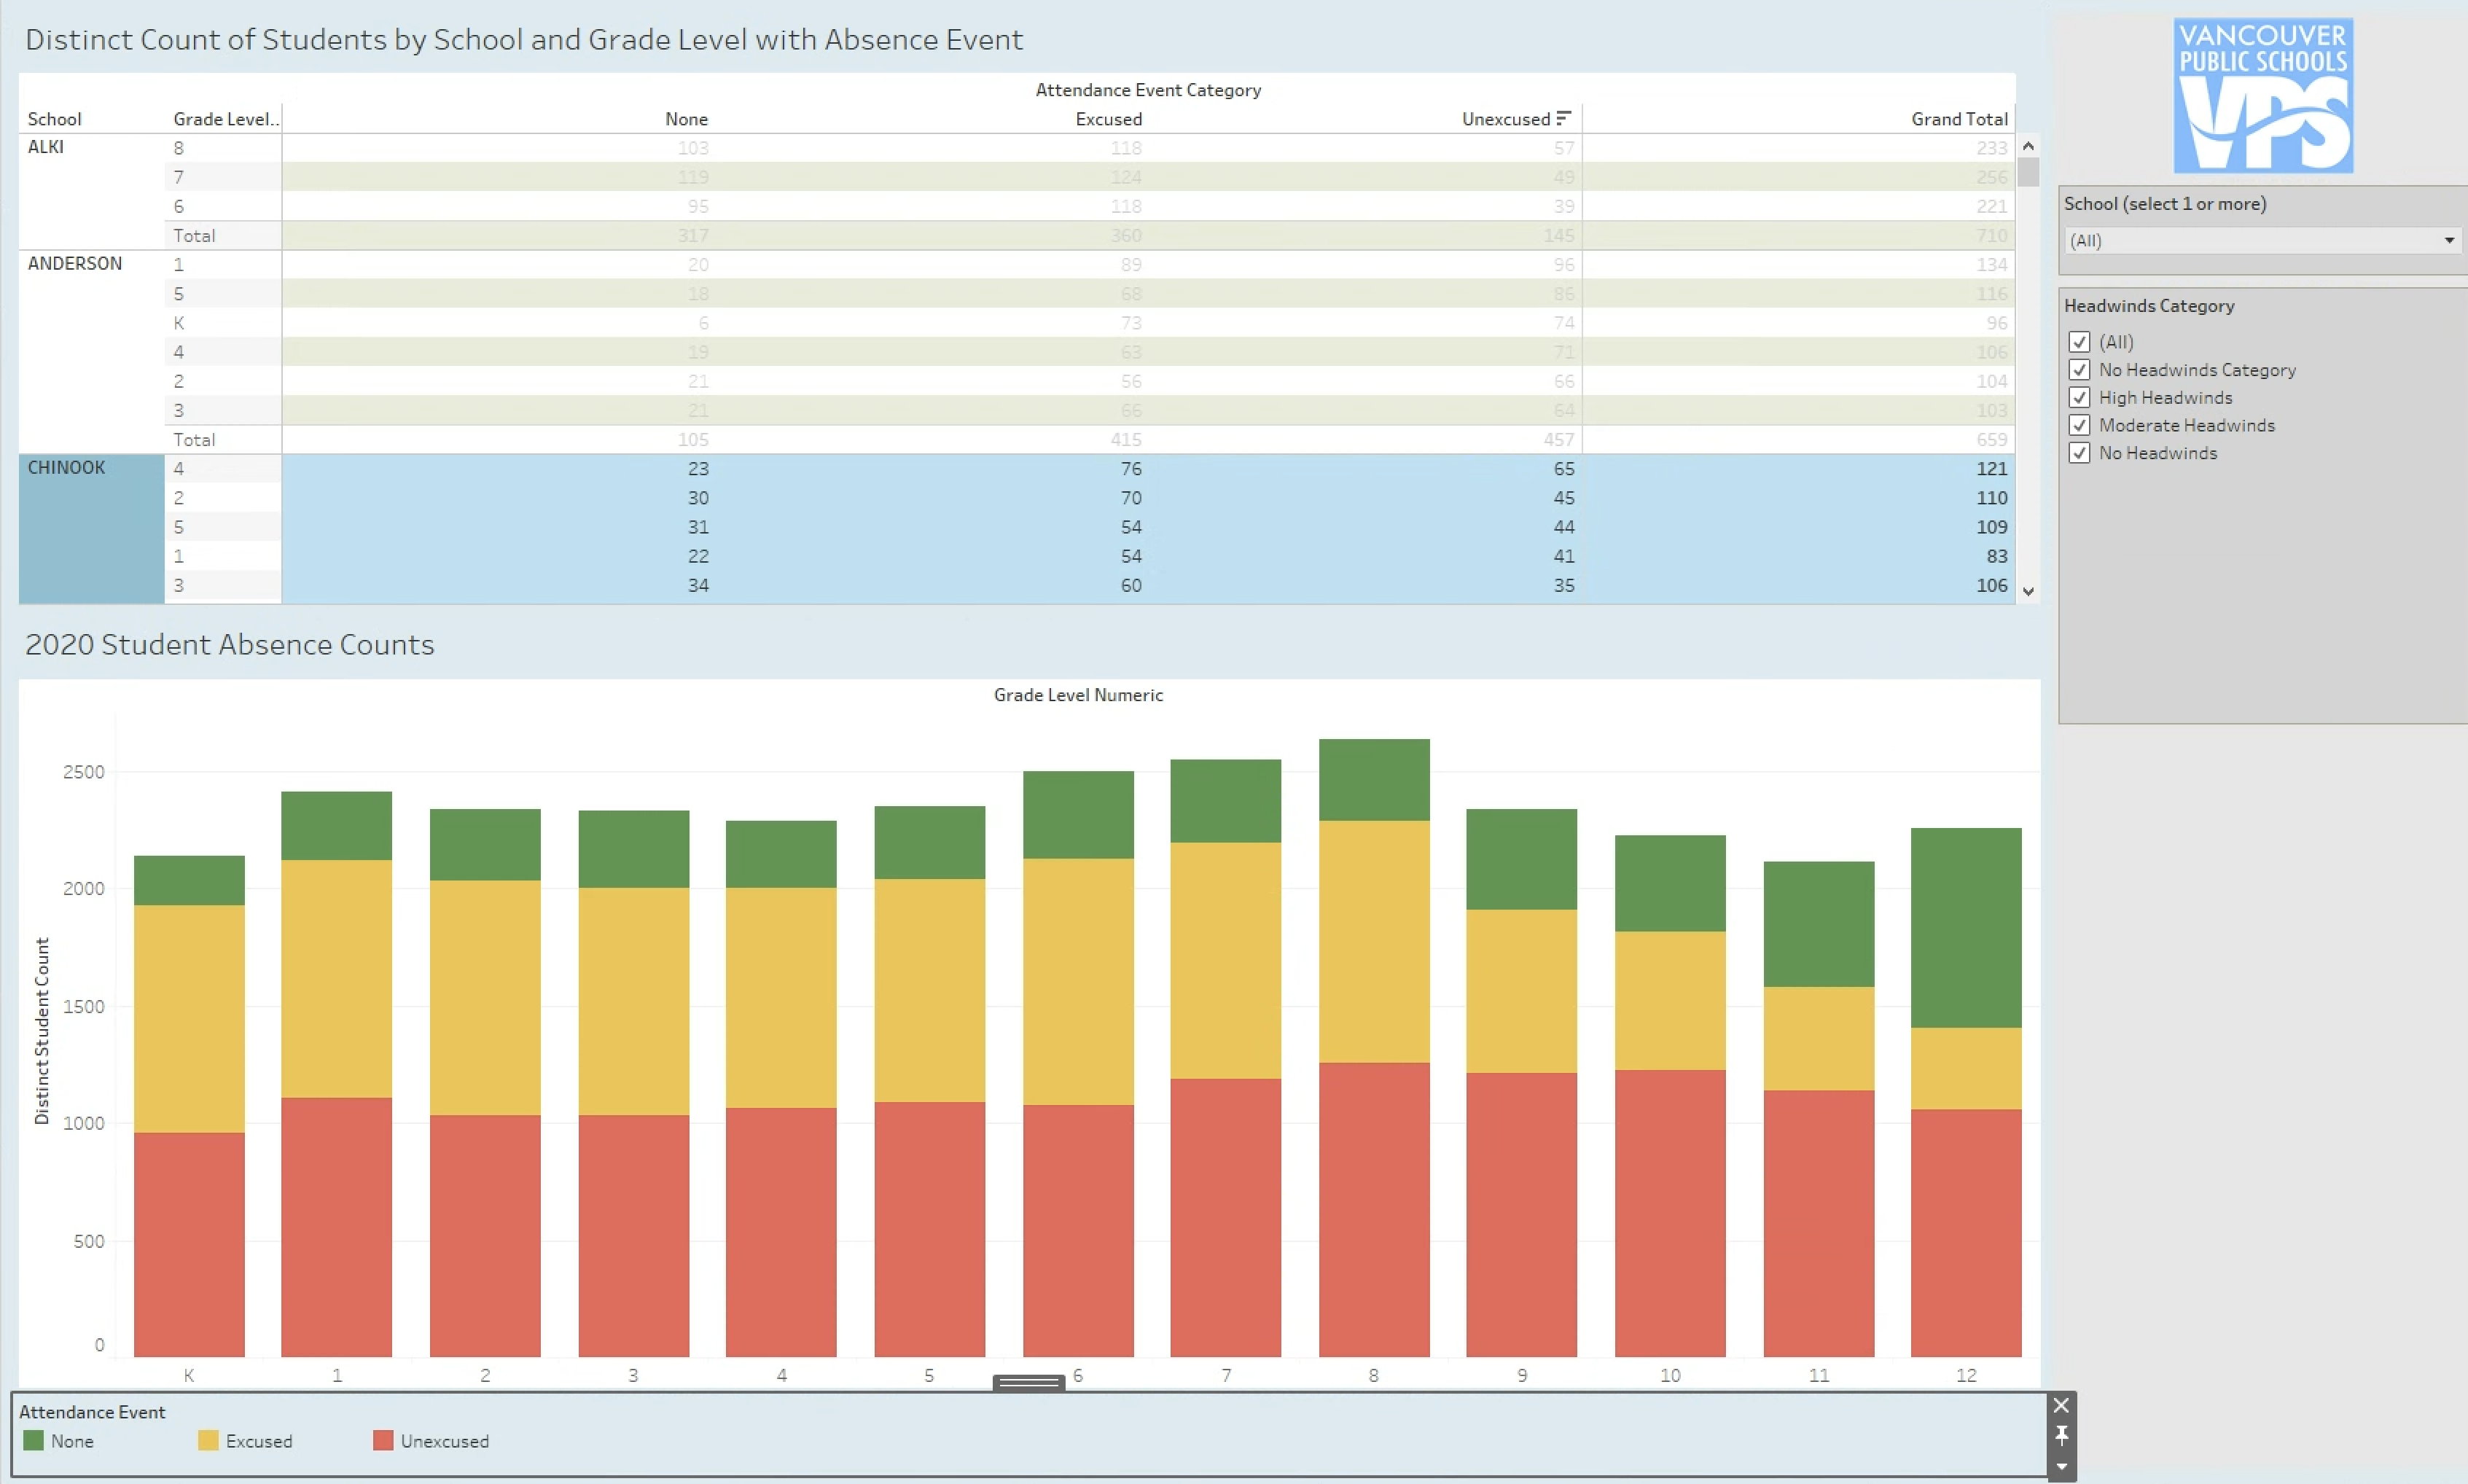 Distinct Count of Students by School and Grade Level with Absence Event
VANCOUVER
PUBLIC SCHOOLS
VPS
Attendance Event Category
School Grade Level.. None Excused Unexcused Grand Total
ALKI 8 103 118 57 233
7 119 124 49 256
6 95 118 39 221
Total 317 360 145 710
ANDERSON 1 20 89 96 134
5 18 68 86 116
K 6 73 74 96
4 19 63 71 106
2 21 56 66 104
3 21 66 64 103
Total 105 415 457 659
CHINOOK 4 23 76 65 121
2 30 70 45 110
5 31 54 44 109
1 22 54 41 83
3 34 60 35 106
School (select 1 or more)
(All)
Headwinds Category
(All)
No Headwinds Category
High Headwinds
Moderate Headwinds
No Headwinds
2020 Student Absence Counts
Grade Level Numeric
Distinct Student Count
2500
2000
1500
1000
500
0
K 1 2 3 4 5 6 7 8 9 10 11 12
Attendance Event
None Excused Unexcused